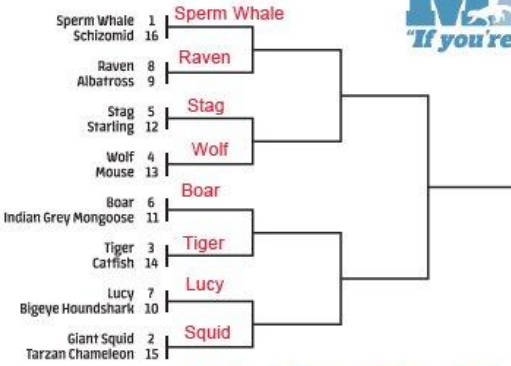 Sperm Whale 1
Schizomid 16
Sperm Whale
Raven 8
Albatross 9
Raven
Stag 5
Starling 12
Stag
Wolf 4
Mouse 13
Wolf
Boar 6
Indian Grey Mongoose 11
Boar
Tiger 3
Catfish 14
Tiger
Lucy 7
Bigeye Houndshark 10
Lucy
Giant Squid 2
Tarzan Chameleon 15
Squid
"If you're